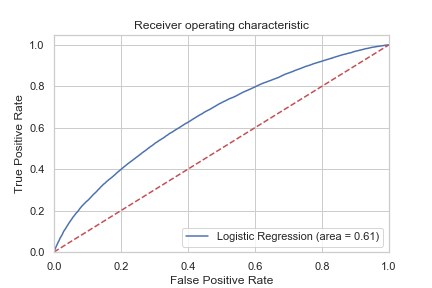 Receiver operating characteristic
True Positive Rate
1.0
0.8
0.6
0.4
0.2
0.0
Logistic Regression (area = 0.61)
0.0 0.2 0.4 0.6 0.8 1.0
False Positive Rate